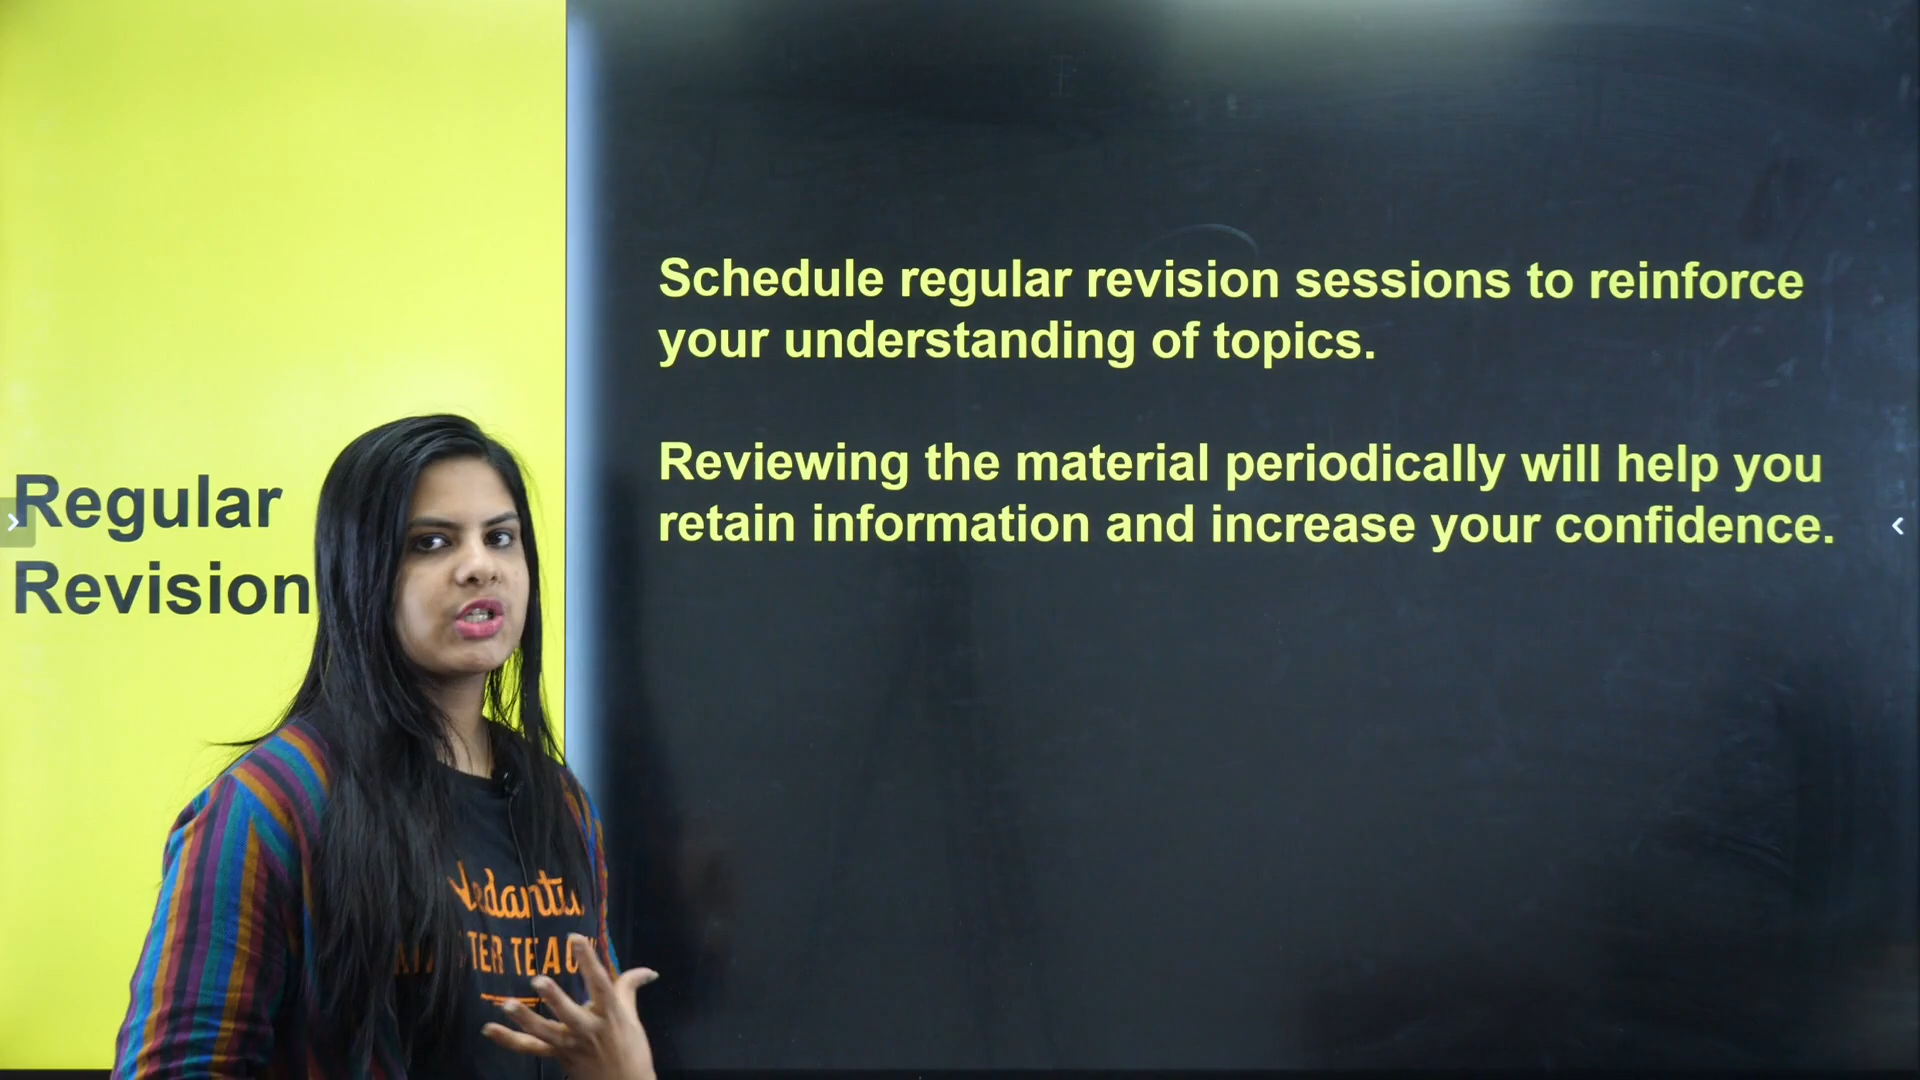 Regular
Revision
Schedule regular revision sessions to reinforce
your understanding of topics.
Reviewing the material periodically will help you
retain information and increase your confidence.